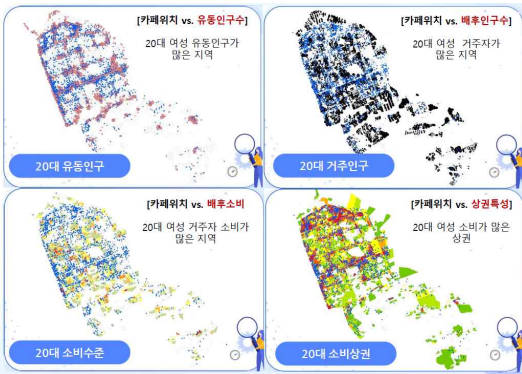 [카페위치 vs. 유동인구수]
20대 여성 유동인구가
많은 지역
20대 유동인구
[카페위치 vs. 배후인구수]
20대 여성 거주자가
많은 지역
20대 거주인구
[카페위치 vs. 배후소비]
20대 여성 거주자 소비가
많은 지역
20대 소비수준
[카페위치 vs. 상권특성]
20대 여성 소비가 많은
상권
20대 소비상권